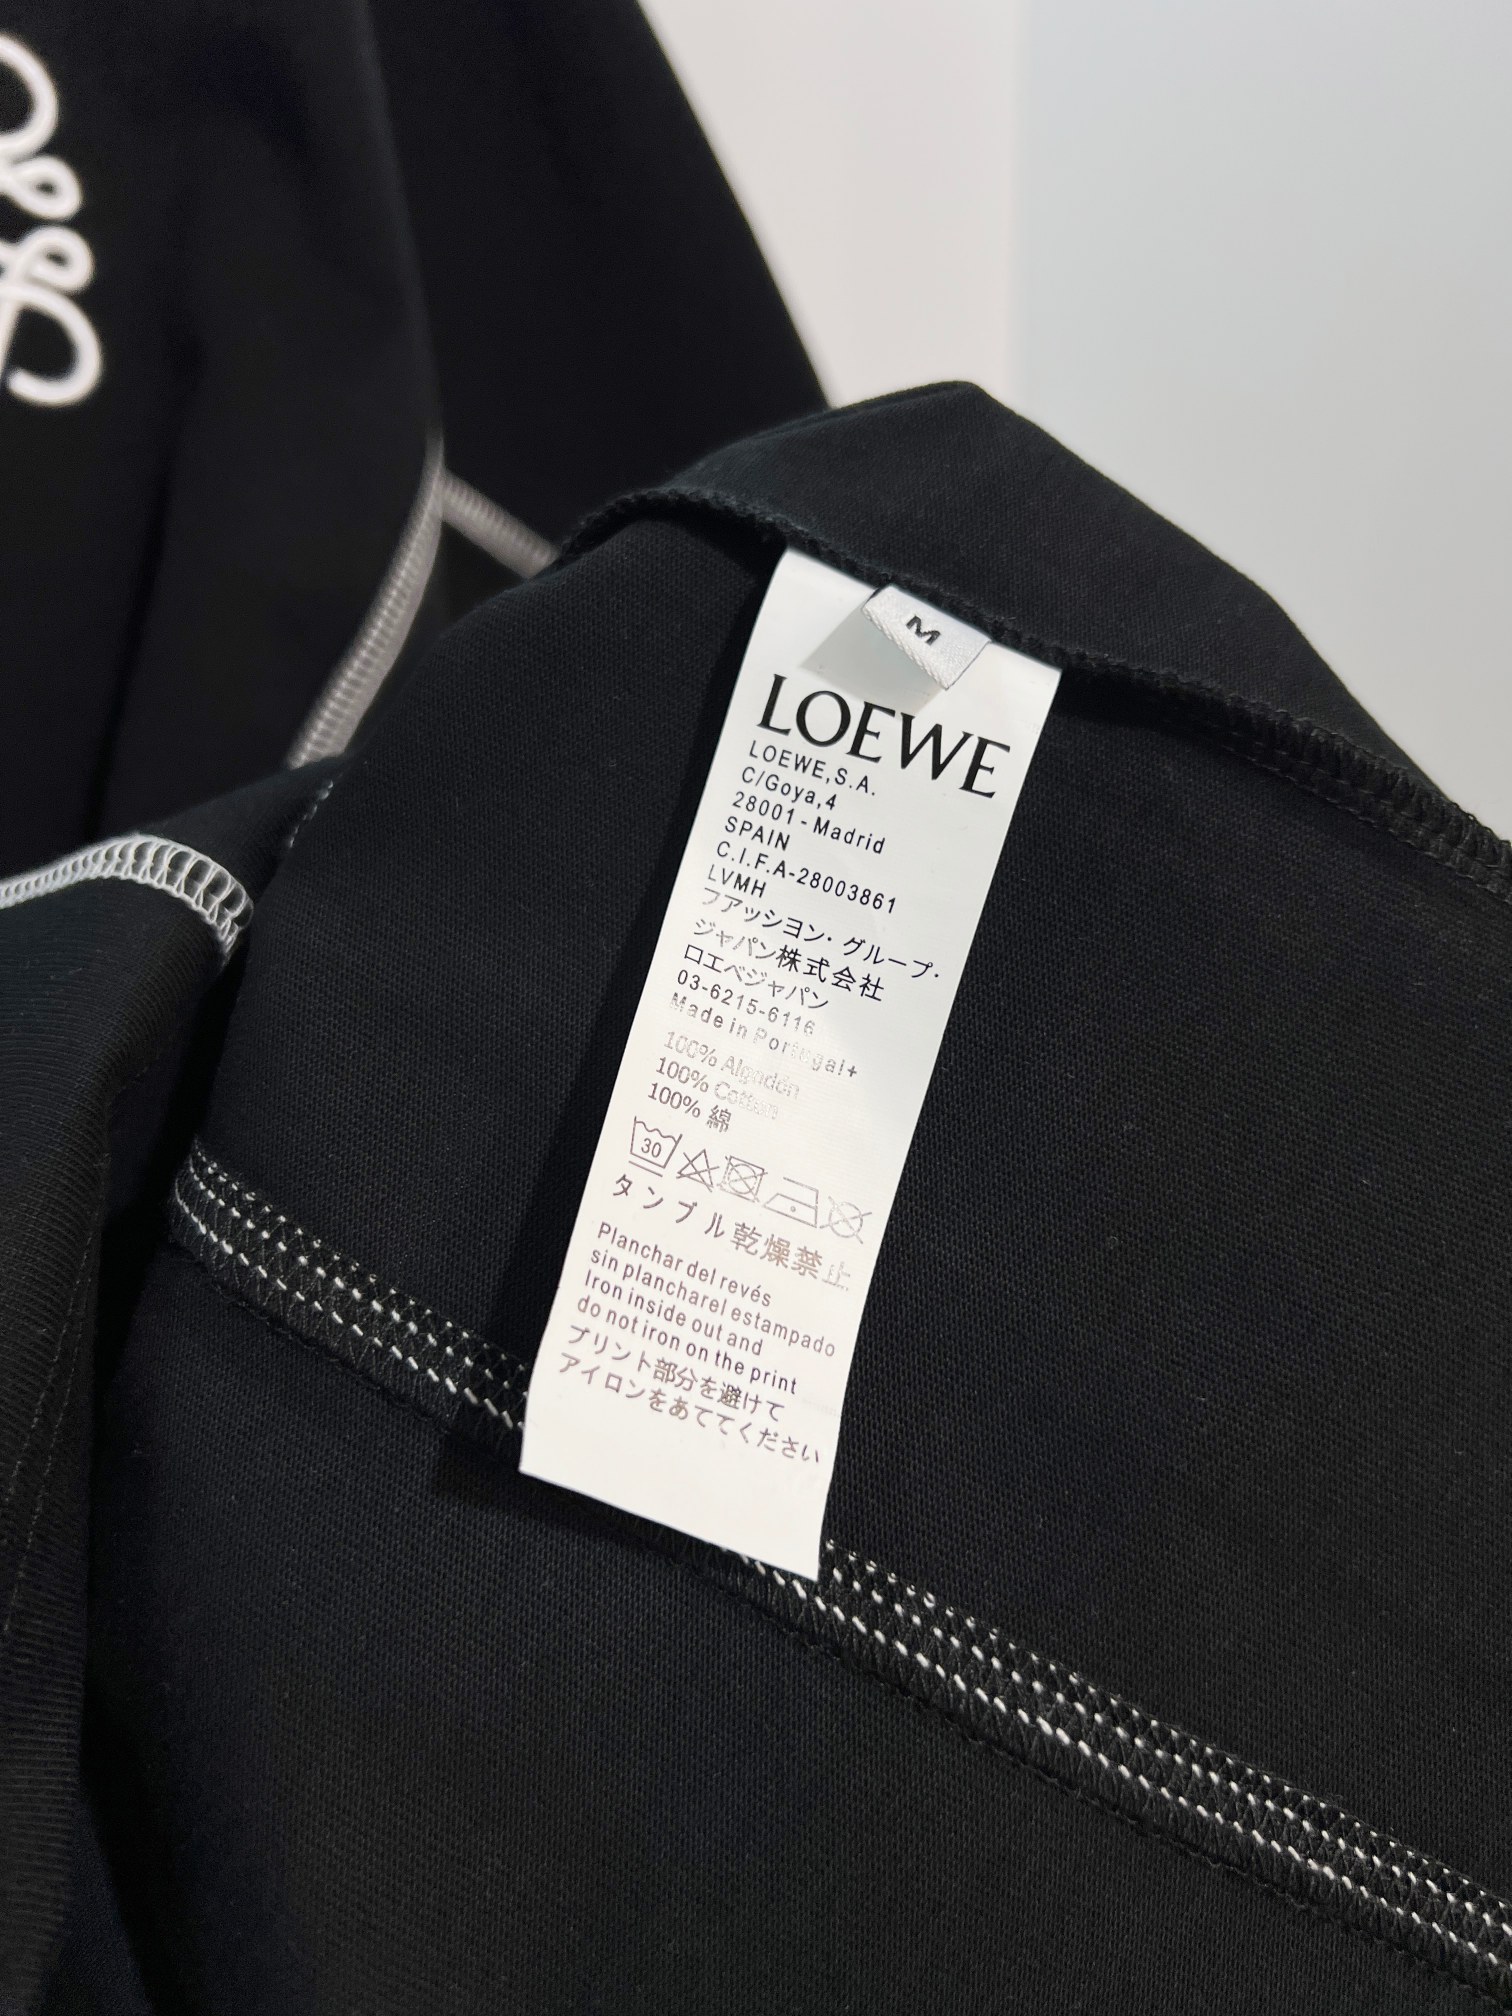 M
LOEWE
LOEWE,S.A.
C/Goya,4
28001-Madrid
SPAIN
C.I.F.A-28003861
LVMH
フアッシヨン・グループ・
ジャパン株式会社
ロエベジャパン
03-6215-6116
Made in Portugal+
100% Algodón
100% Cotton
100% 綿
30
タンブル乾燥禁止
Planchar del revés
sin plancharel estampado
Iron inside out and
do not iron on the print
プリント部分を避けて
アイロンをあててください